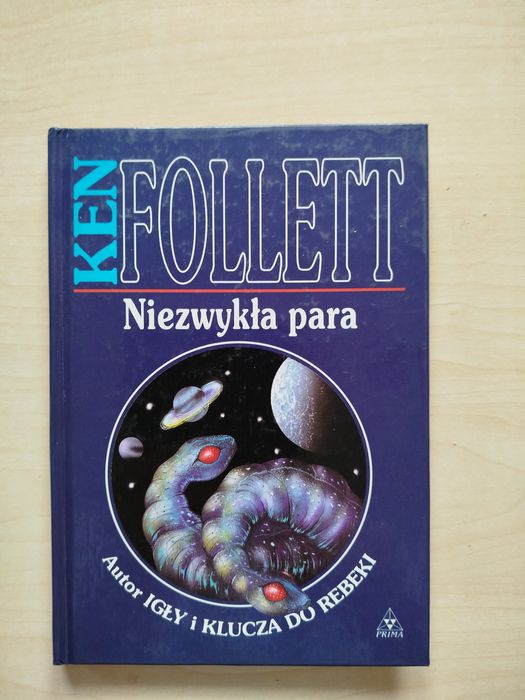 KEN
FOLLETT
Niezwykła para
Autor IGŁY i KLUCZA DO REBEKI
PRIMA